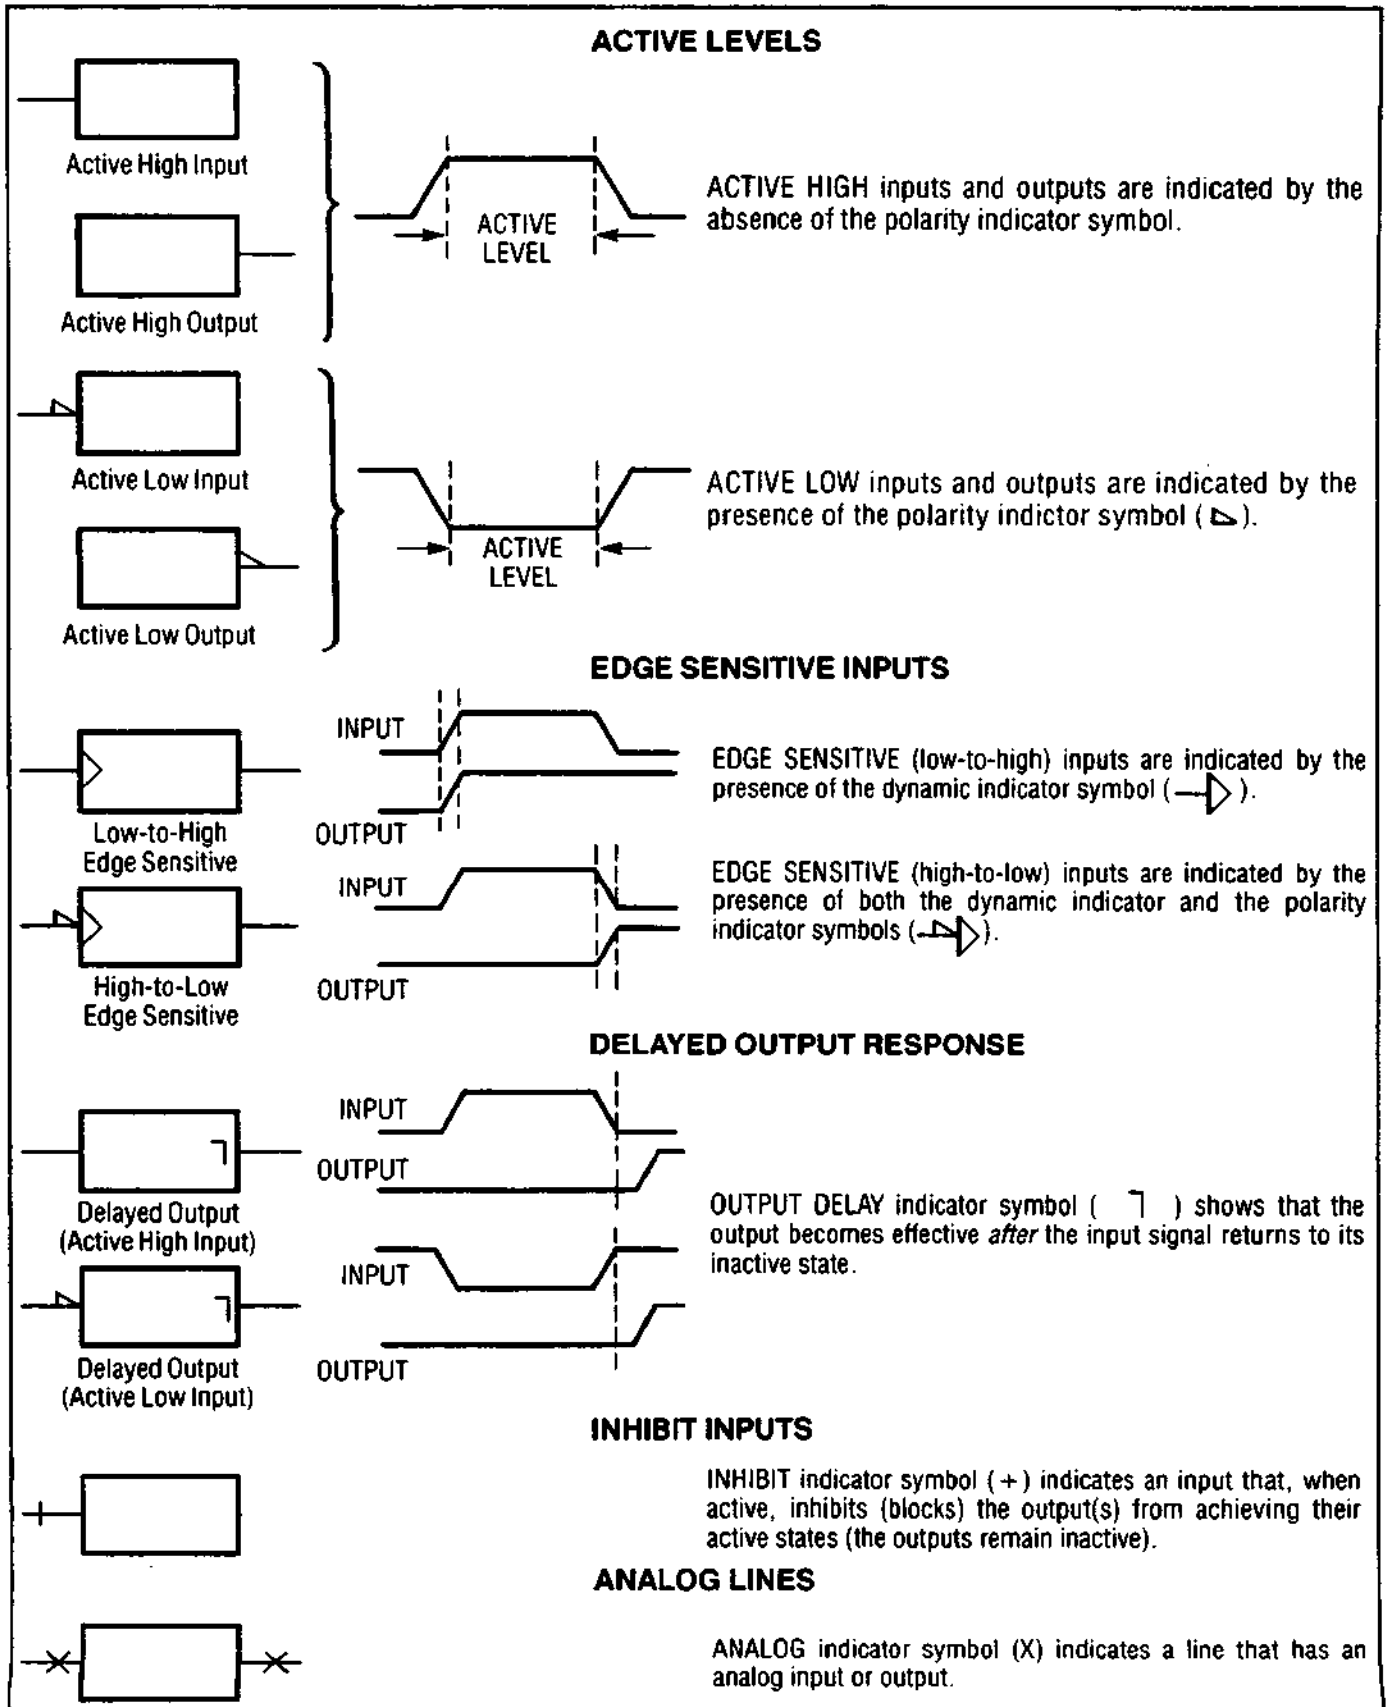 ACTIVE LEVELS
Active High Input
Active High Output
ACTIVE
LEVEL
ACTIVE HIGH inputs and outputs are indicated by the
absence of the polarity indicator symbol.
Active Low Input
Active Low Output
ACTIVE
LEVEL
ACTIVE LOW inputs and outputs are indicated by the
presence of the polarity indictor symbol ( ).
EDGE SENSITIVE INPUTS
Low-to-High
Edge Sensitive
INPUT
OUTPUT
EDGE SENSITIVE (low-to-high) inputs are indicated by the
presence of the dynamic indicator symbol ( ).
High-to-Low
Edge Sensitive
INPUT
OUTPUT
EDGE SENSITIVE (high-to-low) inputs are indicated by the
presence of both the dynamic indicator and the polarity
indicator symbols ( ).
DELAYED OUTPUT RESPONSE
Delayed Output
(Active High Input)
INPUT
OUTPUT
Delayed Output
(Active Low Input)
INPUT
OUTPUT
OUTPUT DELAY indicator symbol ( ㄱ ) shows that the
output becomes effective after the input signal returns to its
inactive state.
INHIBIT INPUTS
INHIBIT indicator symbol (+) indicates an input that, when
active, inhibits (blocks) the output(s) from achieving their
active states (the outputs remain inactive).
ANALOG LINES
ANALOG indicator symbol (X) indicates a line that has an
analog input or output.